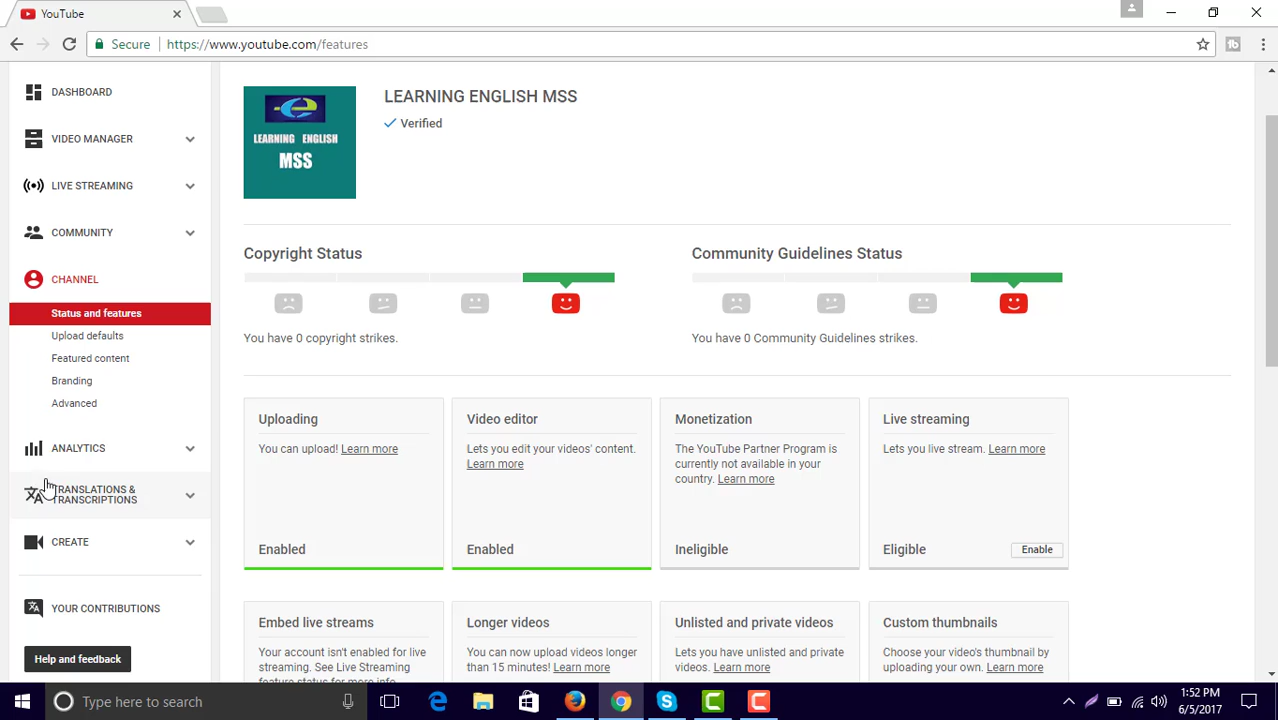 YouTube
Secure
https://www.youtube.com/features
DASHBOARD
VIDEO MANAGER
LIVE STREAMING
COMMUNITY
CHANNEL
Status and features
Upload defaults
Featured content
Branding
Advanced
ANALYTICS
TRANSLATIONS &
TRANSCRIPTIONS
CREATE
YOUR CONTRIBUTIONS
Help and feedback
LEARNING ENGLISH
MSS
LEARNING ENGLISH MSS
Verified
Copyright Status
You have 0 copyright strikes.
Community Guidelines Status
You have 0 Community Guidelines strikes.
Uploading
You can upload! Learn more
Enabled
Video editor
Lets you edit your videos' content.
Learn more
Enabled
Monetization
The YouTube Partner Program is
currently not available in your
country. Learn more
Ineligible
Live streaming
Lets you live stream. Learn more
Eligible
Enable
Embed live streams
Your account isn't enabled for live
streaming. See Live Streaming
feature status for more info.
Longer videos
You can now upload videos longer
than 15 minutes! Learn more
Unlisted and private videos
Lets you have unlisted and private
videos. Learn more
Custom thumbnails
Choose your video's thumbnail by
uploading your own. Learn more
Type here to search
1:52 PM
6/5/2017